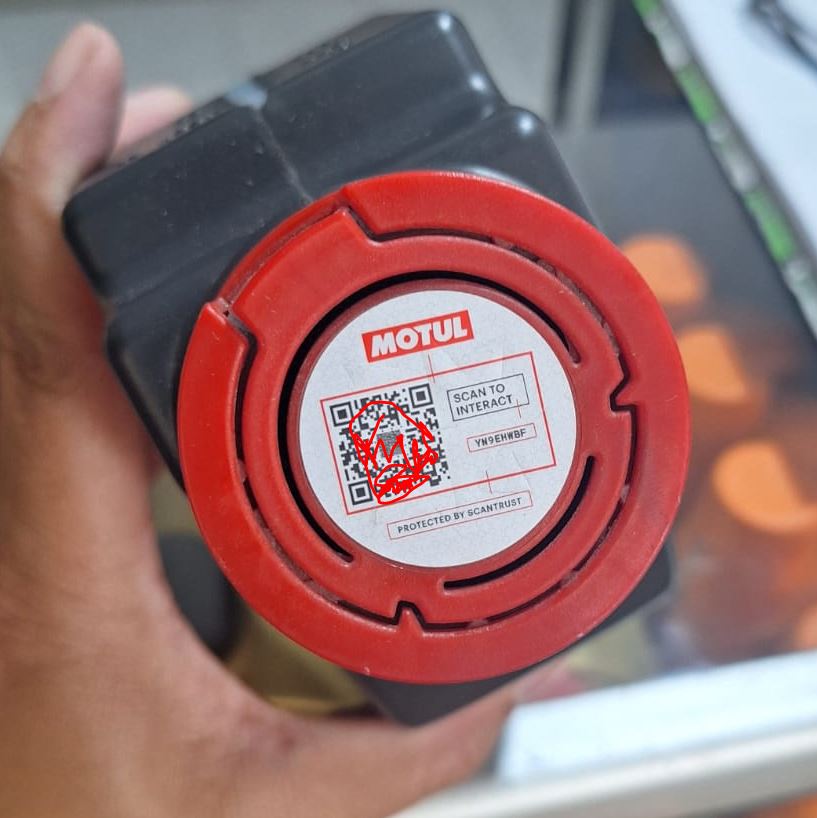 MOTUL
SCAN TO
INTERACT
YN9EHWBF
PROTECTED BY SCANTRUST